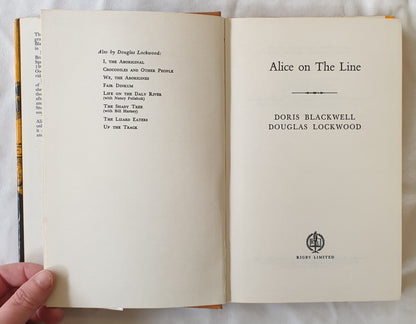 Also by Douglas Lockwood:
I, THE ABORIGINAL
CROCODILES AND OTHER PEOPLE
WE, THE ABORIGINES
FAIR DINKUM
LIFE ON THE DALY RIVER
(with Nancy Polishuk)
THE SHADY TREE
(with Bill Harney)
THE LIZARD EATERS
UP THE TRACK
Alice on The Line
DORIS BLACKWELL
DOUGLAS LOCKWOOD
RIGBY LIMITED